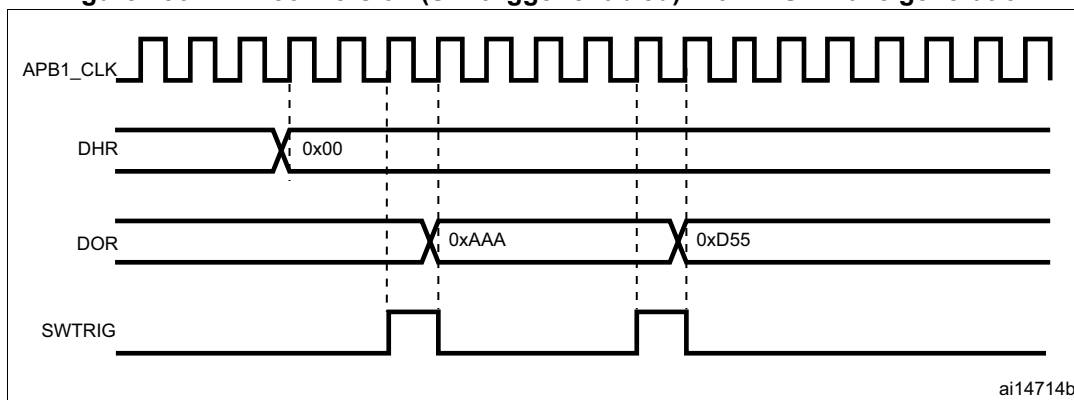 APB1_CLK
DHR
0x00
DOR
0xAAA
0xD55
SWTRIG
ai14714b